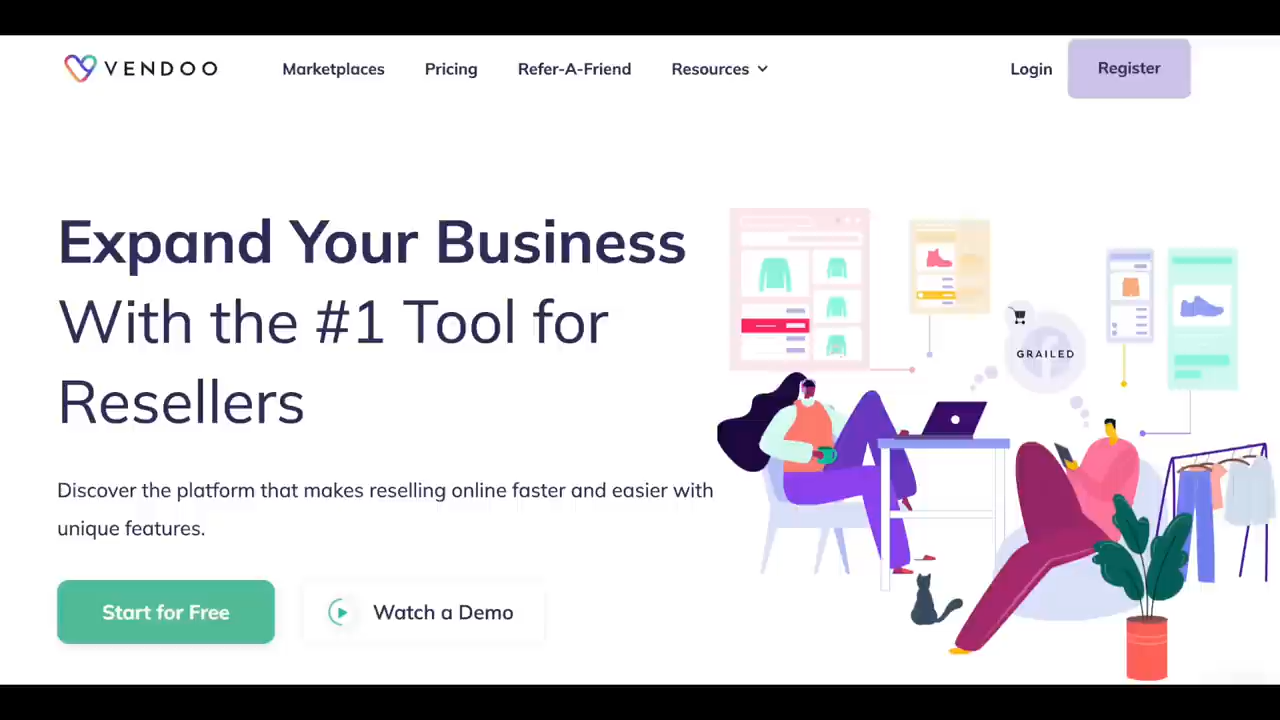 VENDOO
Marketplaces
Pricing
Refer-A-Friend
Resources
Login
Register
Expand Your Business
With the #1 Tool for
Resellers
Discover the platform that makes reselling online faster and easier with
unique features.
Start for Free
Watch a Demo
GRAILED